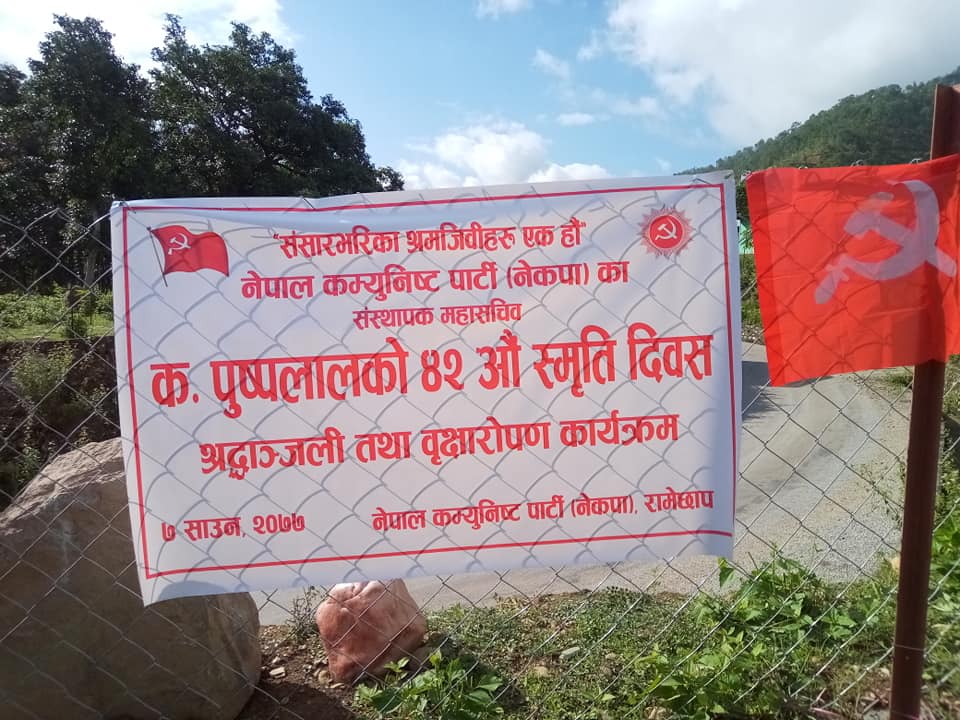 "संसारभरिका श्रमजिवीहरु एक हौं"
नेपाल कम्युनिष्ट पार्टी (नेकपा) का
संस्थापक महासचिव
क. पुष्पलालको ४२ औं स्मृति दिवस
श्रद्धाञ्जली तथा वृक्षारोपण कार्यक्रम
७ साउन, २०७७ नेपाल कम्युनिष्ट पार्टी (नेकपा), रामेछाप